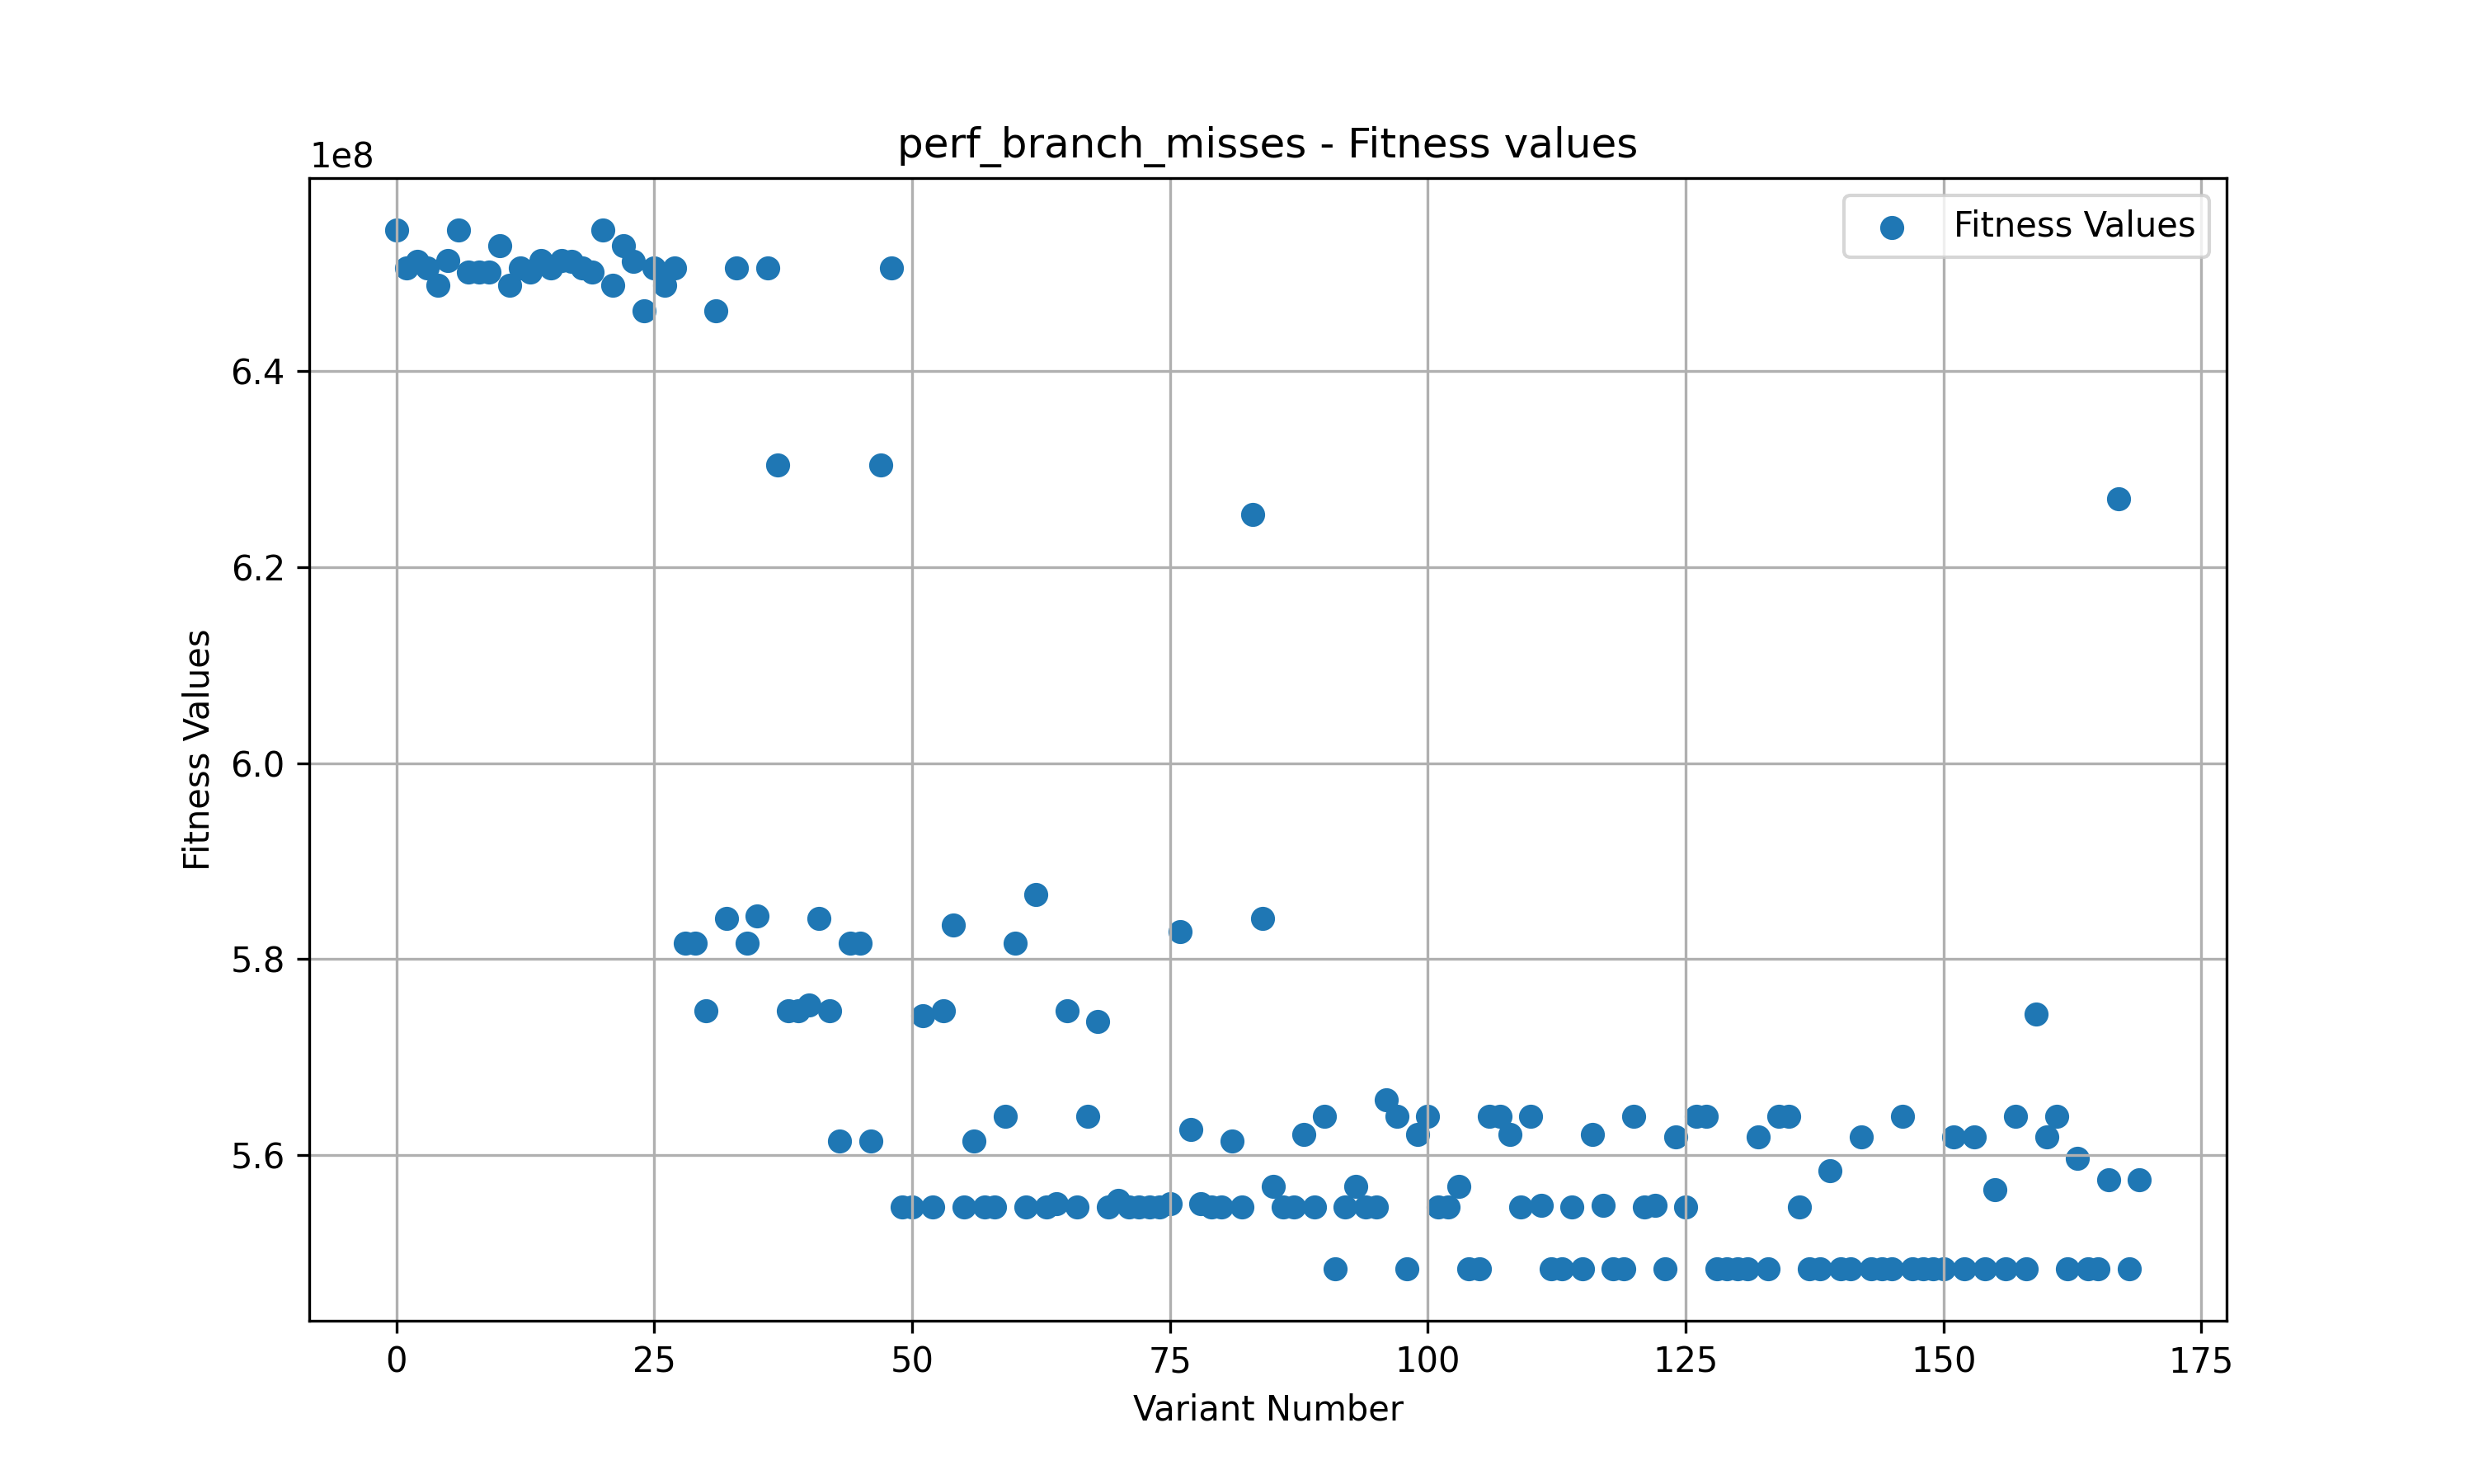 perf_branch_misses - Fitness values
1e8
Fitness Values
6.4
6.2
6.0
5.8
5.6
Fitness Values
0 25 50 75 100 125 150 175
Variant Number